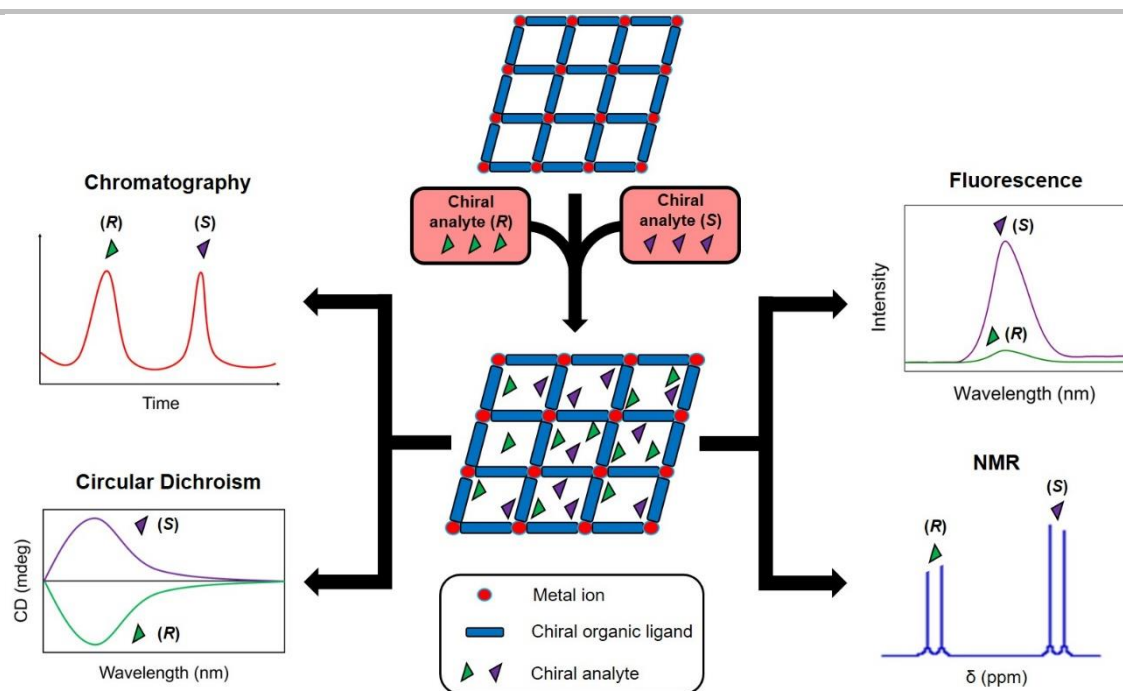 Chromatography
(R)
(S)
Time
Circular Dichroism
(S)
(R)
CD (mdeg)
Wavelength (nm)
Chiral
analyte (R)
Chiral
analyte (S)
Metal ion
Chiral organic ligand
Chiral analyte
Fluorescence
(S)
(R)
Intensity
Wavelength (nm)
NMR
(S)
(R)
δ (ppm)